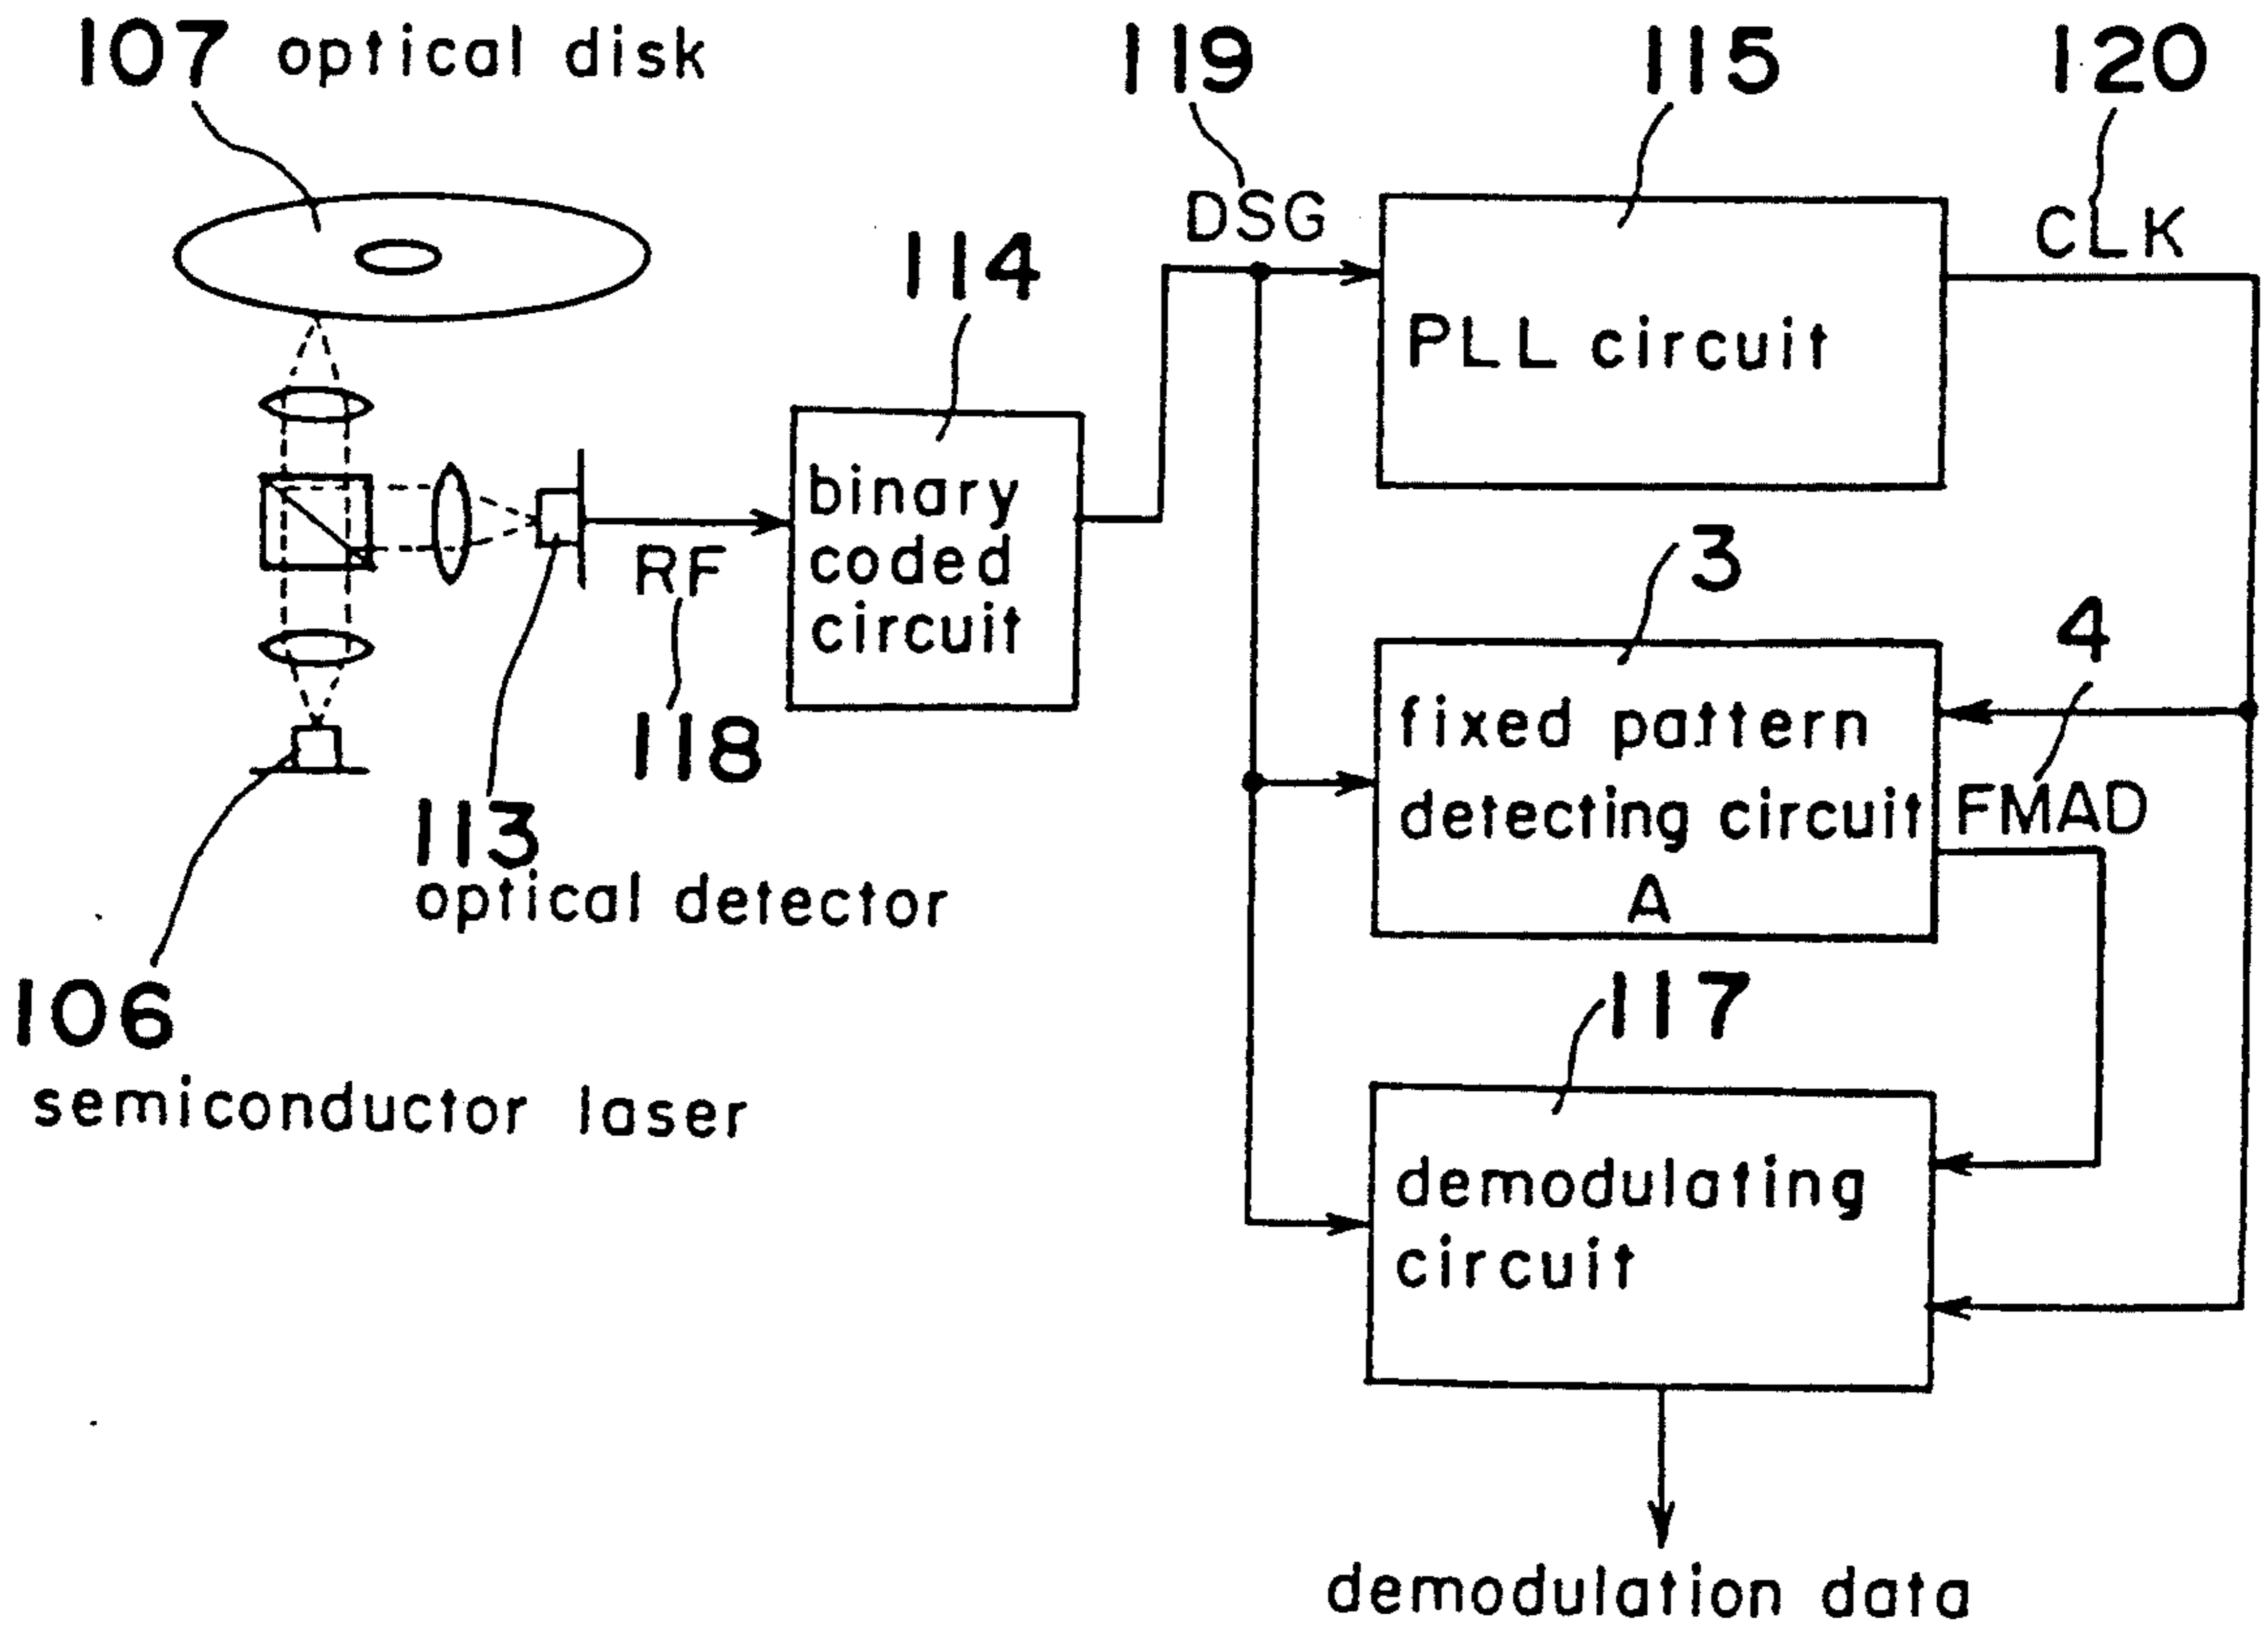 107 optical disk
119
115
120
DSG
CLK
114
PLL circuit
binary
coded
circuit
RF
118
3
4
fixed pattern
detecting circuit
A
FMAD
113
optical detector
106
semiconductor laser
117
demodulating
circuit
demodulation data